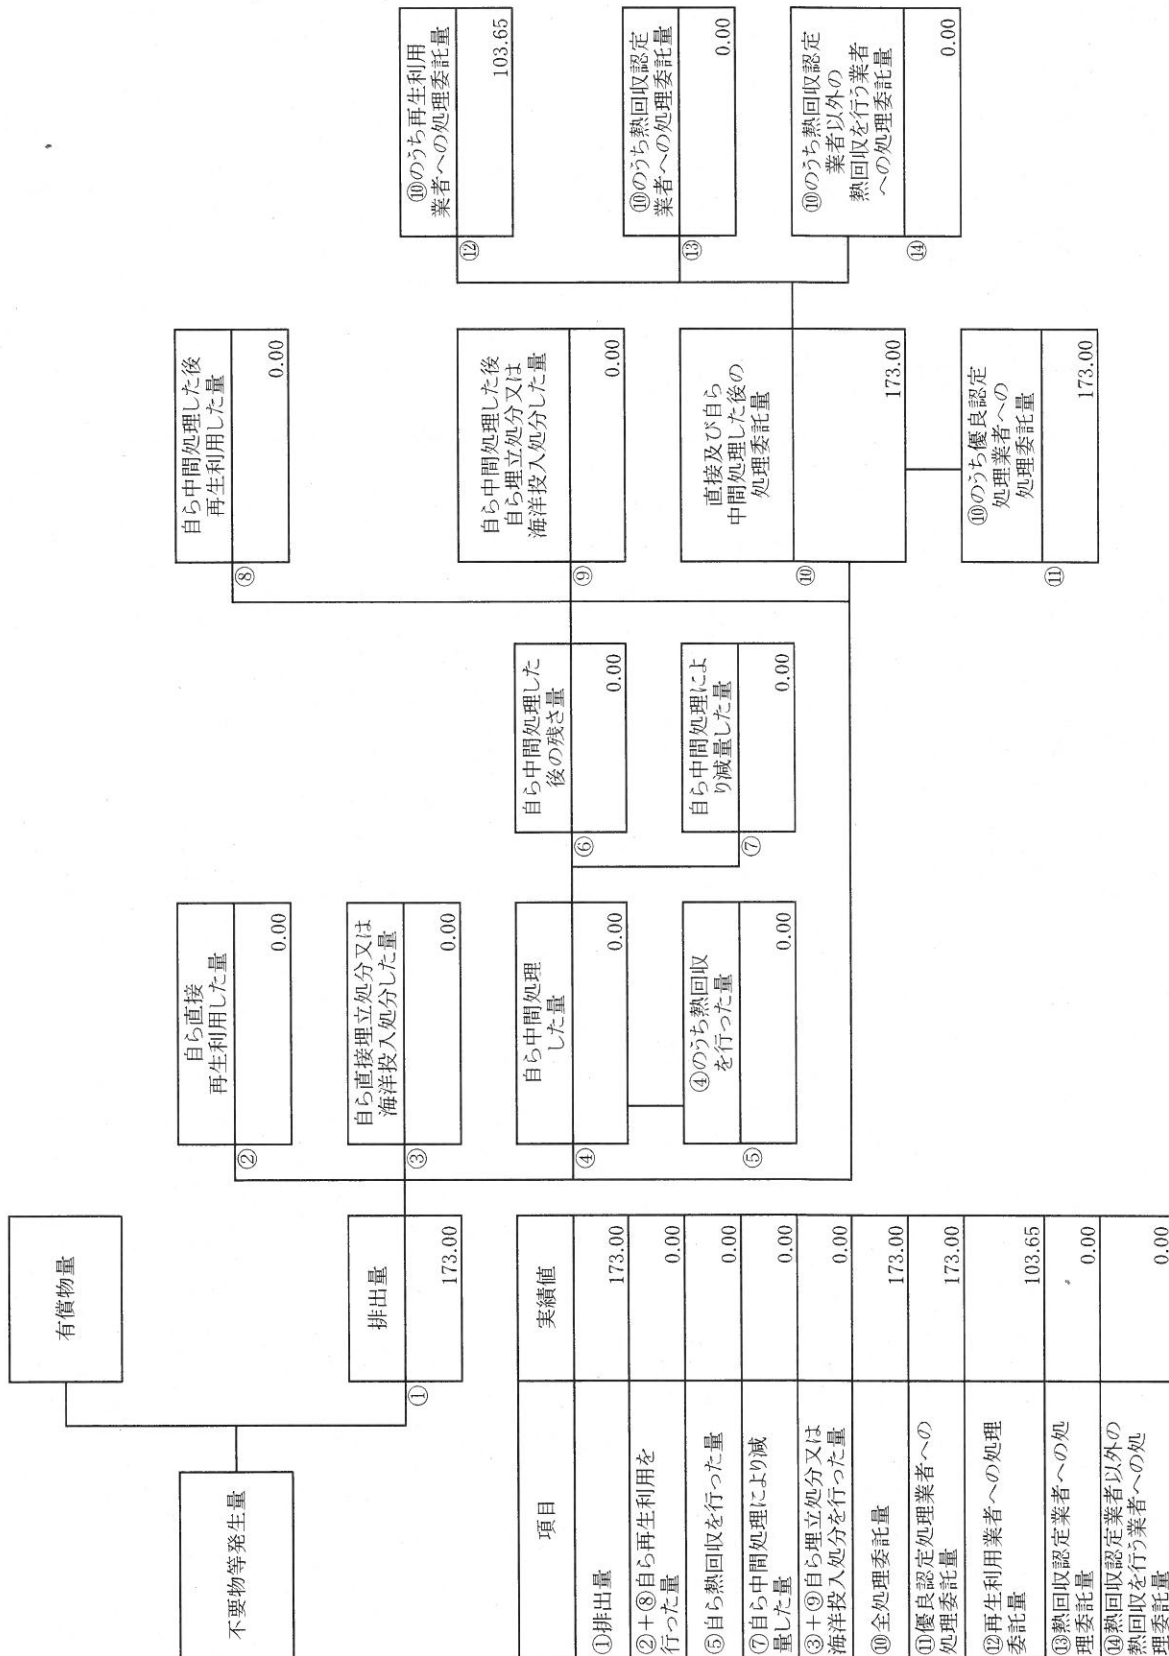 不要物等発生量
有償物量
排出量
①
173.00
自ら直接
再生利用した量
②
0.00
自ら直接埋立処分又は
海洋投入処分した量
③
0.00
自ら中間処理
した量
④
0.00
④のうち熱回収
を行った量
⑤
0.00
自ら中間処理した
後の残さ量
⑥
0.00
自ら中間処理によ
り減量した量
⑦
0.00
自ら中間処理した後
再生利用した量
⑧
0.00
自ら中間処理した後
自ら埋立処分又は
海洋投入処分した量
⑨
0.00
直接及び自ら
中間処理した後の
処理委託量
⑩
173.00
⑩のうち優良認定
処理業者への
処理委託量
⑪
173.00
⑩のうち再生利用
業者への処理委託量
⑫
103.65
⑩のうち熱回収認定
業者への処理委託量
⑬
0.00
⑩のうち熱回収認定
業者以外の
熱回収を行う業者
への処理委託量
⑭
0.00
項目 実績値
①排出量 173.00
②+⑧自ら再生利用を
行った量 0.00
⑤自ら熱回収を行った量 0.00
⑦自ら中間処理により減
量した量 0.00
③+⑨自ら埋立処分又は
海洋投入処分を行った量 0.00
⑩全処理委託量 173.00
⑪優良認定処理業者への
処理委託量 173.00
⑫再生利用業者への処理
委託量 103.65
⑬熱回収認定業者への処
理委託量 0.00
⑭熱回収認定業者以外の
熱回収を行う業者への処
理委託量 0.00